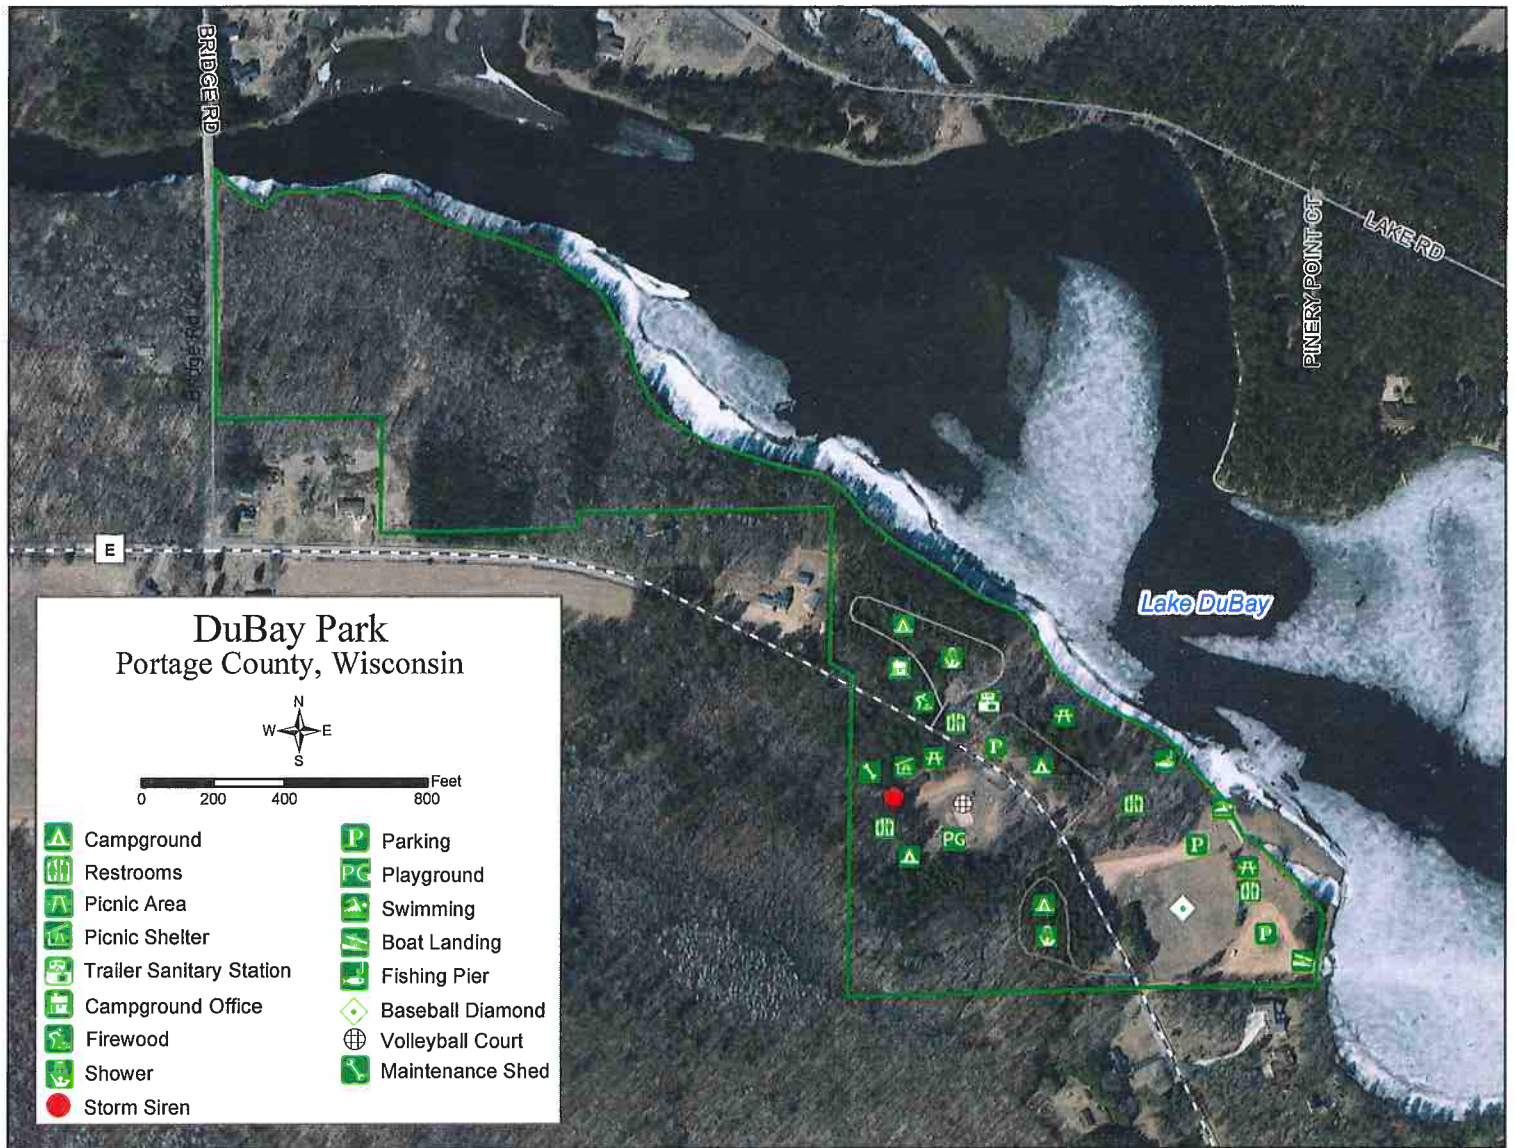 BRIDGE RD
Bridge Rd
LAKE RD
PINERY POINT CT
E
Lake DuBay
DuBay Park
Portage County, Wisconsin
N
W E
S
Feet
0 200 400 800
Campground
Restrooms
Picnic Area
Picnic Shelter
Trailer Sanitary Station
Campground Office
Firewood
Shower
Storm Siren
P Parking
PG Playground
Swimming
Boat Landing
Fishing Pier
Baseball Diamond
Volleyball Court
Maintenance Shed
P
PG
P
P